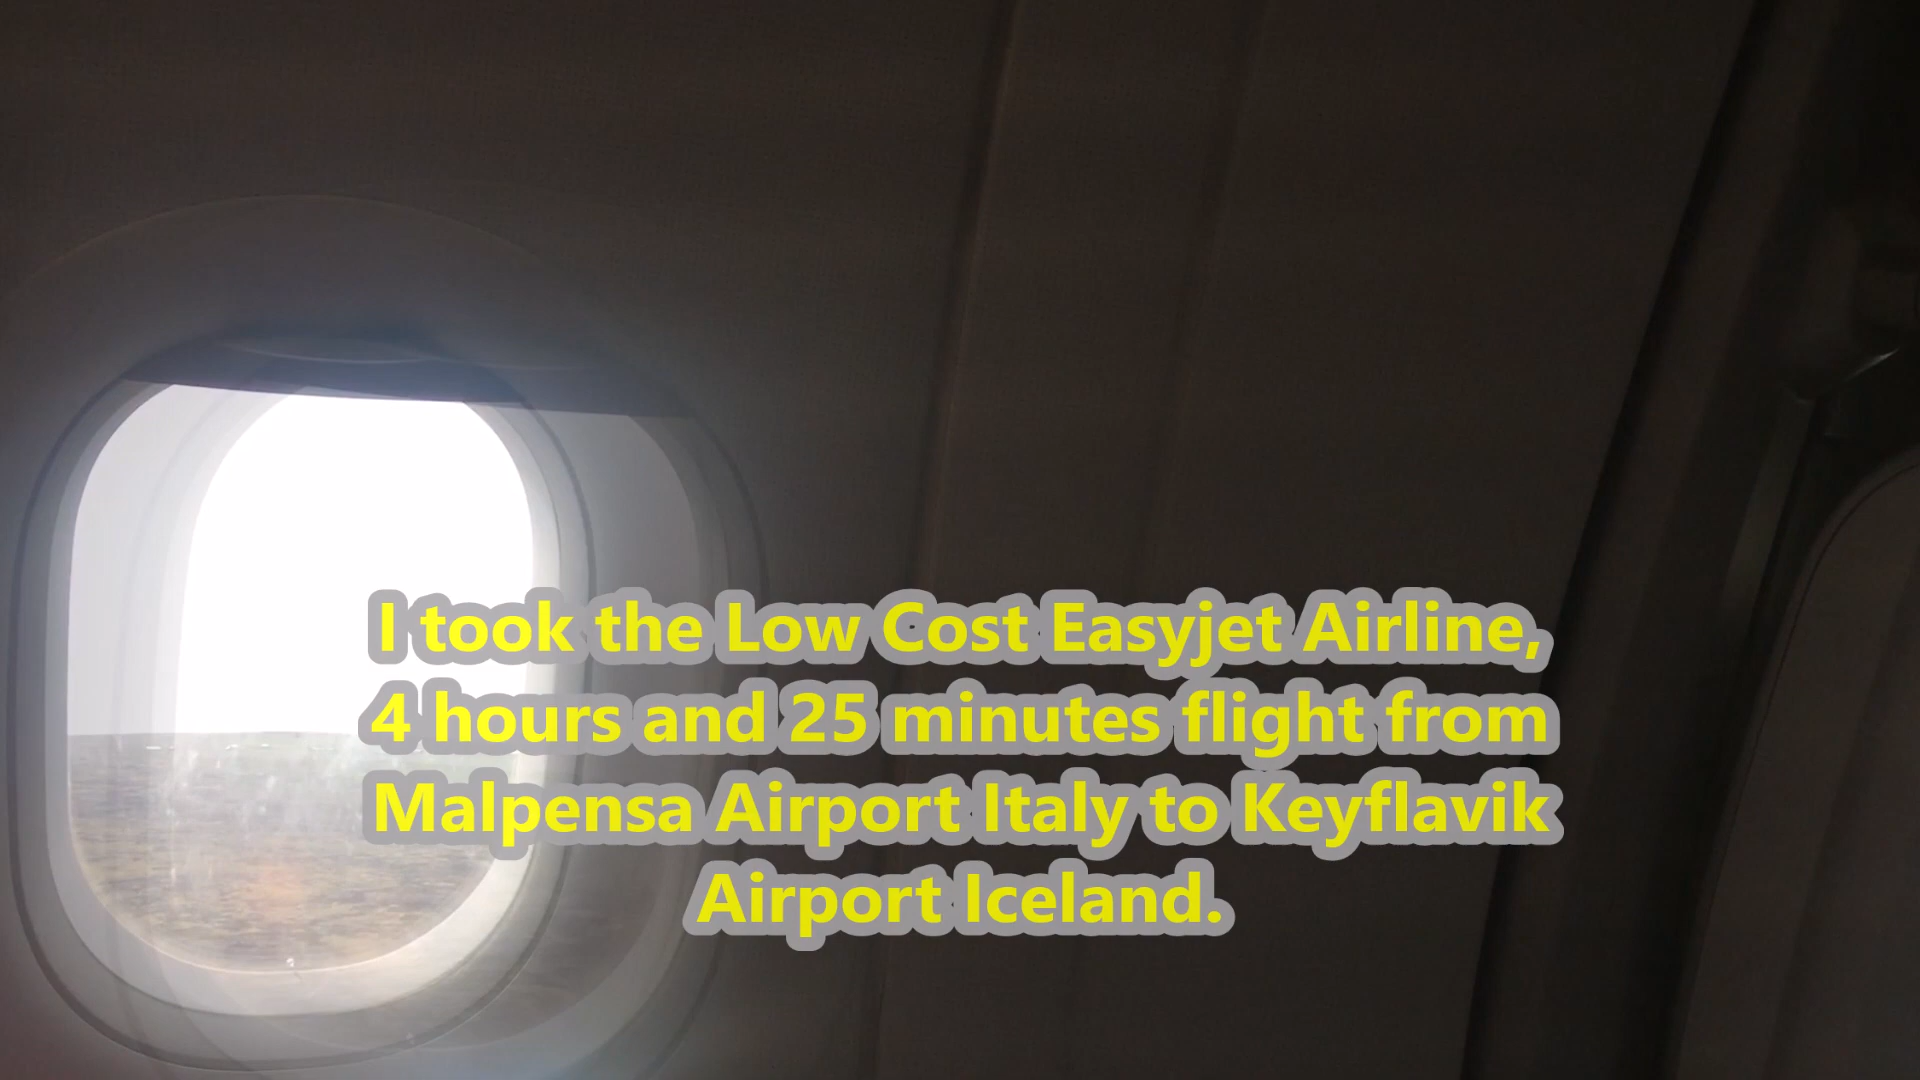 I took the Low Cost Easyjet Airline,
4 hours and 25 minutes flight from
Malpensa Airport Italy to Keyflavik
Airport Iceland.